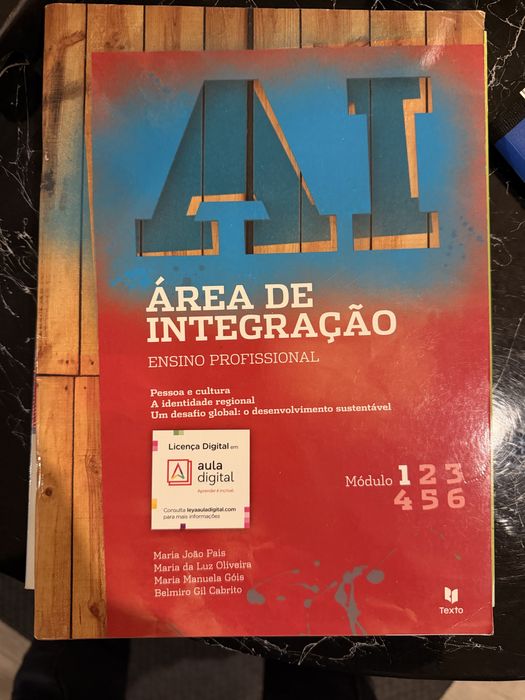 AI
ÁREA DE
INTEGRAÇÃO
ENSINO PROFISSIONAL
Pessoa e cultura
A identidade regional
Um desafio global: o desenvolvimento sustentável
Licença Digital em
aula
digital
Aprender é incrível.
Consulta leyaauladigital.com
para mais informações
Módulo 1 2 3
4 5 6
Maria João Pais
Maria da Luz Oliveira
Maria Manuela Góis
Belmiro Gil Cabrito
Texto